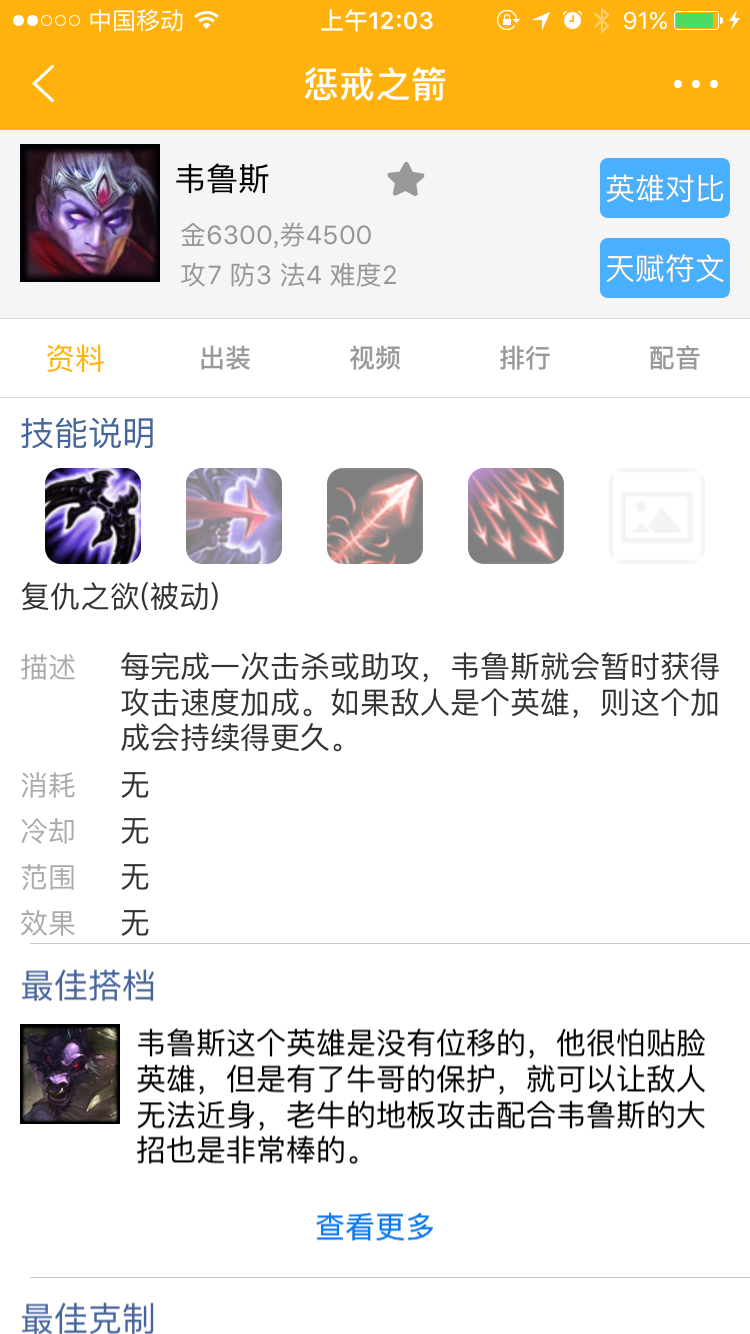 中国移动 上午12:03 91%
惩戒之箭
韦鲁斯
英雄对比
金6300,券4500
攻7 防3 法4 难度2
天赋符文
资料 出装 视频 排行 配音
技能说明
复仇之欲(被动)
描述 每完成一次击杀或助攻，韦鲁斯就会暂时获得
攻击速度加成。如果敌人是个英雄，则这个加
成会持续得更久。
消耗 无
冷却 无
范围 无
效果 无
最佳搭档
韦鲁斯这个英雄是没有位移的，他很怕贴脸
英雄，但是有了牛哥的保护，就可以让敌人
无法近身，老牛的地板攻击配合韦鲁斯的大
招也是非常棒的。
查看更多
最佳克制